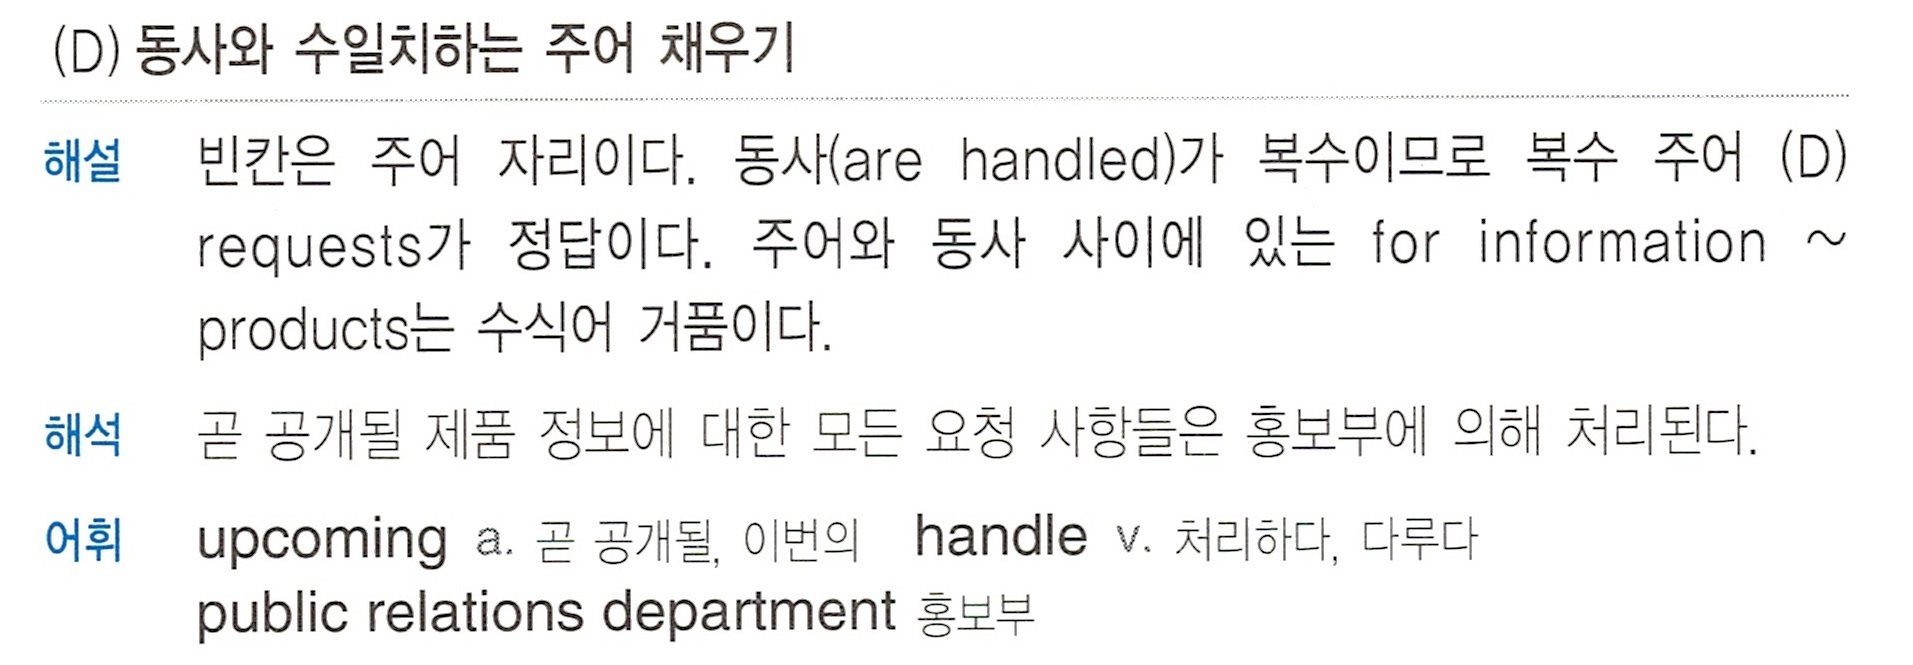 (D) 동사와 수일치하는 주어 채우기
해설 빈칸은 주어 자리이다. 동사(are handled)가 복수이므로 복수 주어 (D)
requests가 정답이다. 주어와 동사 사이에 있는 for information ~
products는 수식어 거품이다.
해석 곧 공개될 제품 정보에 대한 모든 요청 사항들은 홍보부에 의해 처리된다.
어휘 upcoming a. 곧 공개될, 이번의 handle v. 처리하다, 다루다
public relations department 홍보부